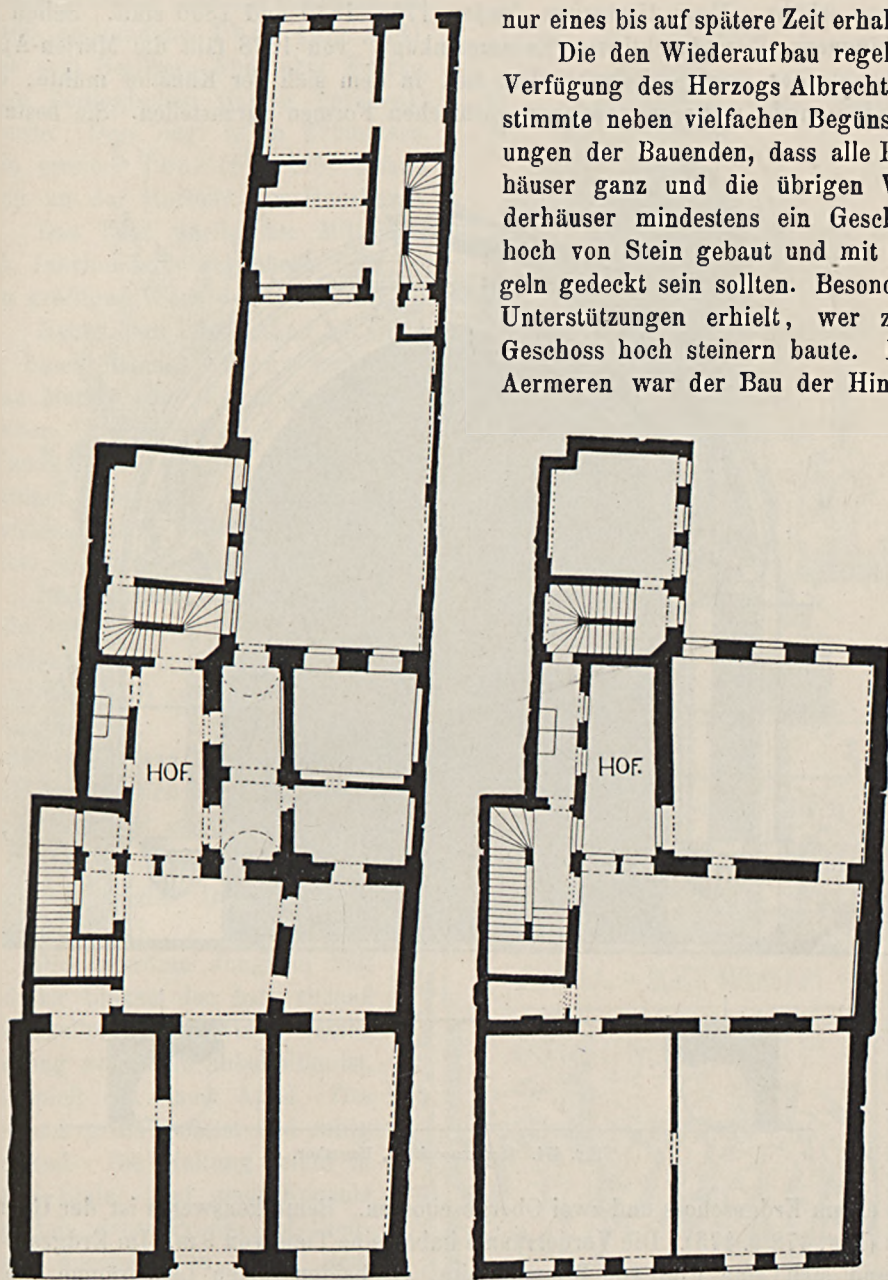 nur eines bis auf spätere Zeit erhal
Die den Wiederaufbau regel
Verfügung des Herzogs Albrecht
stimmte neben vielfachen Begüns
ungen der Bauenden, dass alle
häuser ganz und die übrigen
derhäuser mindestens ein Gesch
hoch von Stein gebaut und mit
geln gedeckt sein sollten. Beson
Unterstützungen erhielt, wer z
Geschoss hoch steinern baute.
Aermeren war der Bau der Hin
HOF.
HOF.